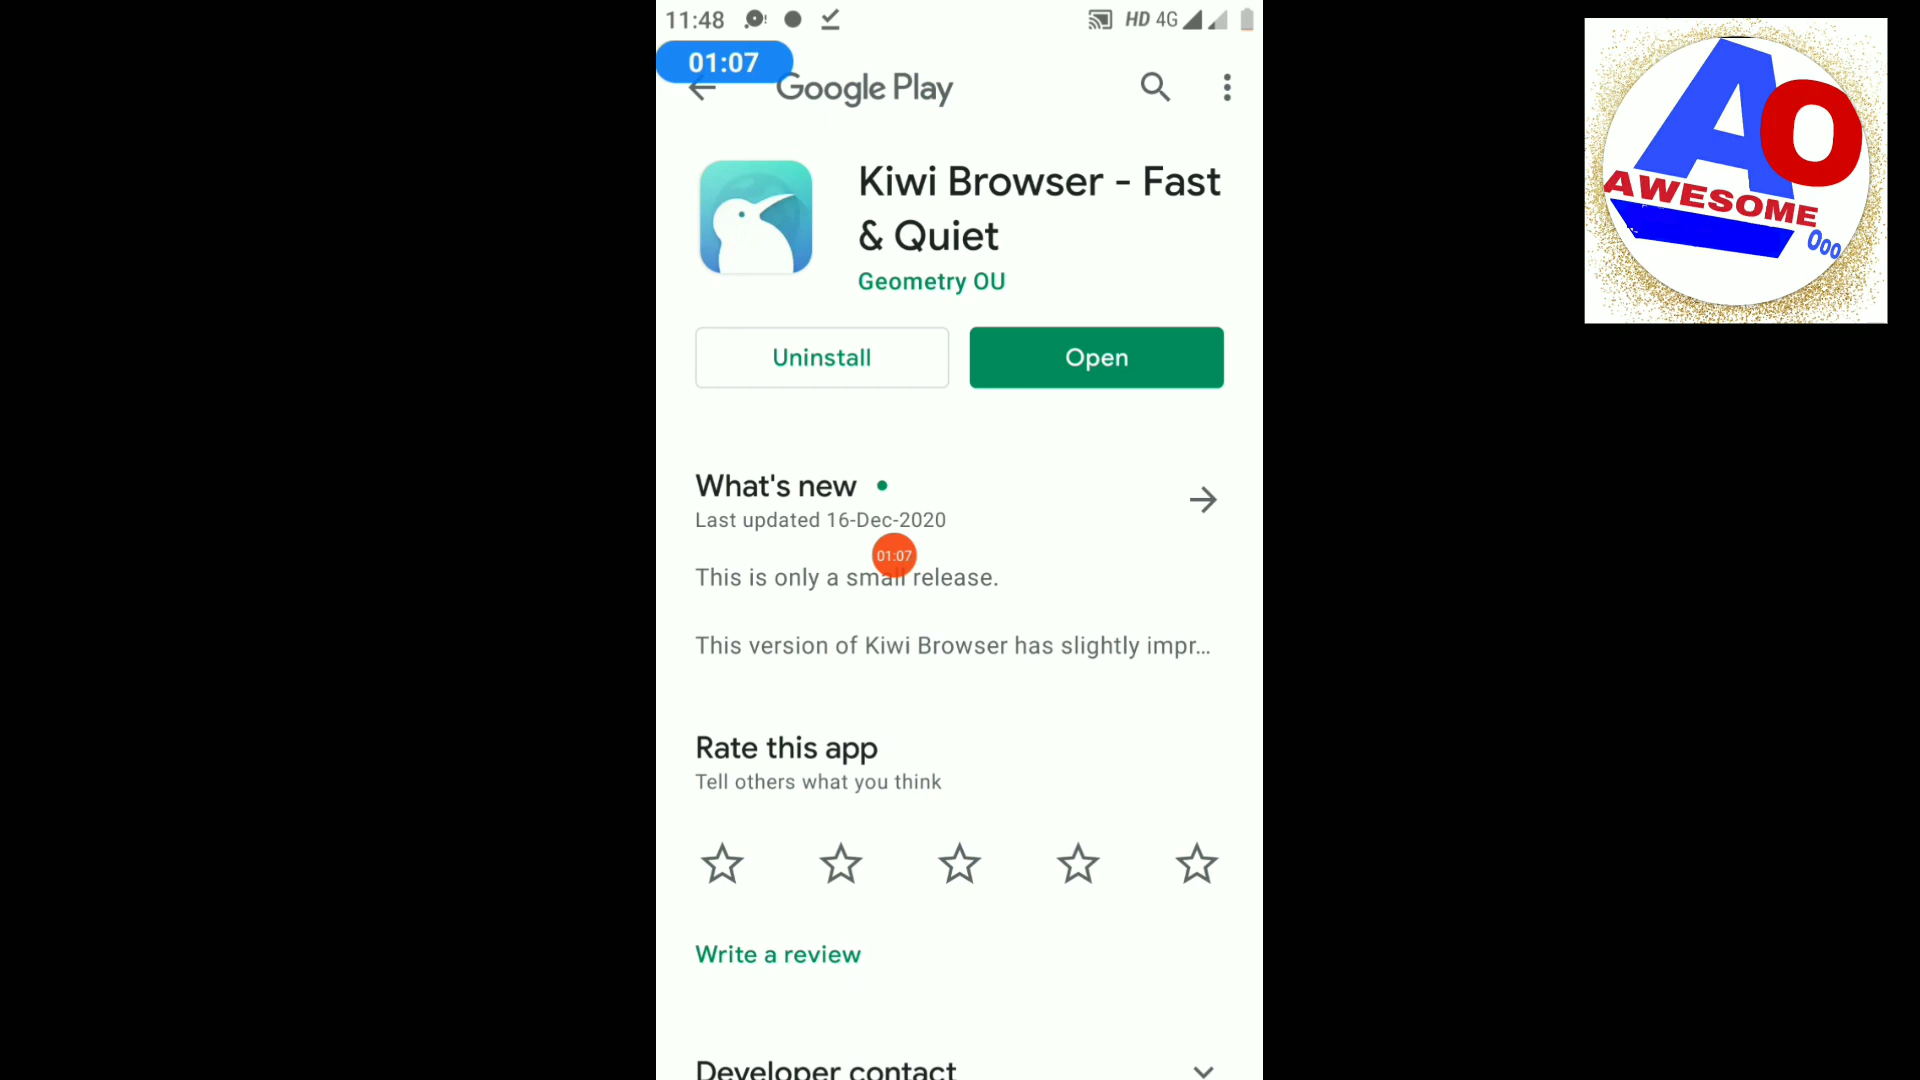 11:48
HD 4G
01:07
Google Play
Kiwi Browser - Fast
& Quiet
Geometry OU
Uninstall
Open
What's new
Last updated 16-Dec-2020
01:07
This is only a small release.
This version of Kiwi Browser has slightly impr...
Rate this app
Tell others what you think
Write a review
Developer contact
AO
AWESOME
Ooo